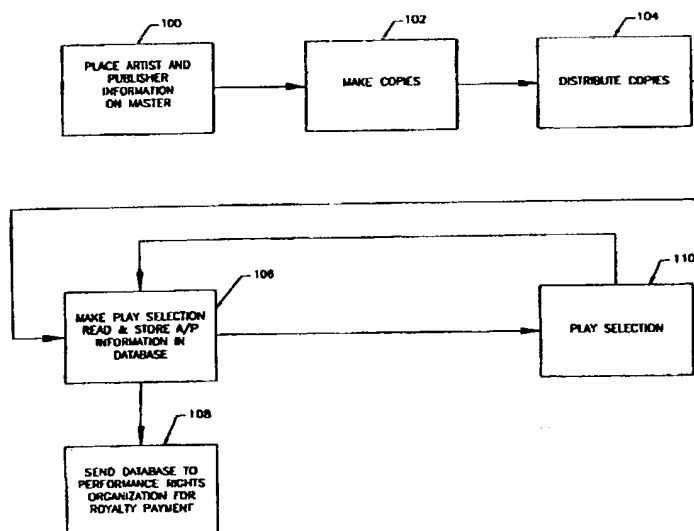 100
PLACE ARTIST AND
PUBLISHER
INFORMATION
ON MASTER
102
MAKE COPIES
104
DISTRIBUTE COPIES
106
MAKE PLAY SELECTION
READ & STORE A/P
INFORMATION IN
DATABASE
110
PLAY SELECTION
108
SEND DATABASE TO
PERFORMANCE RIGHTS
ORGANIZATION FOR
ROYALTY PAYMENT